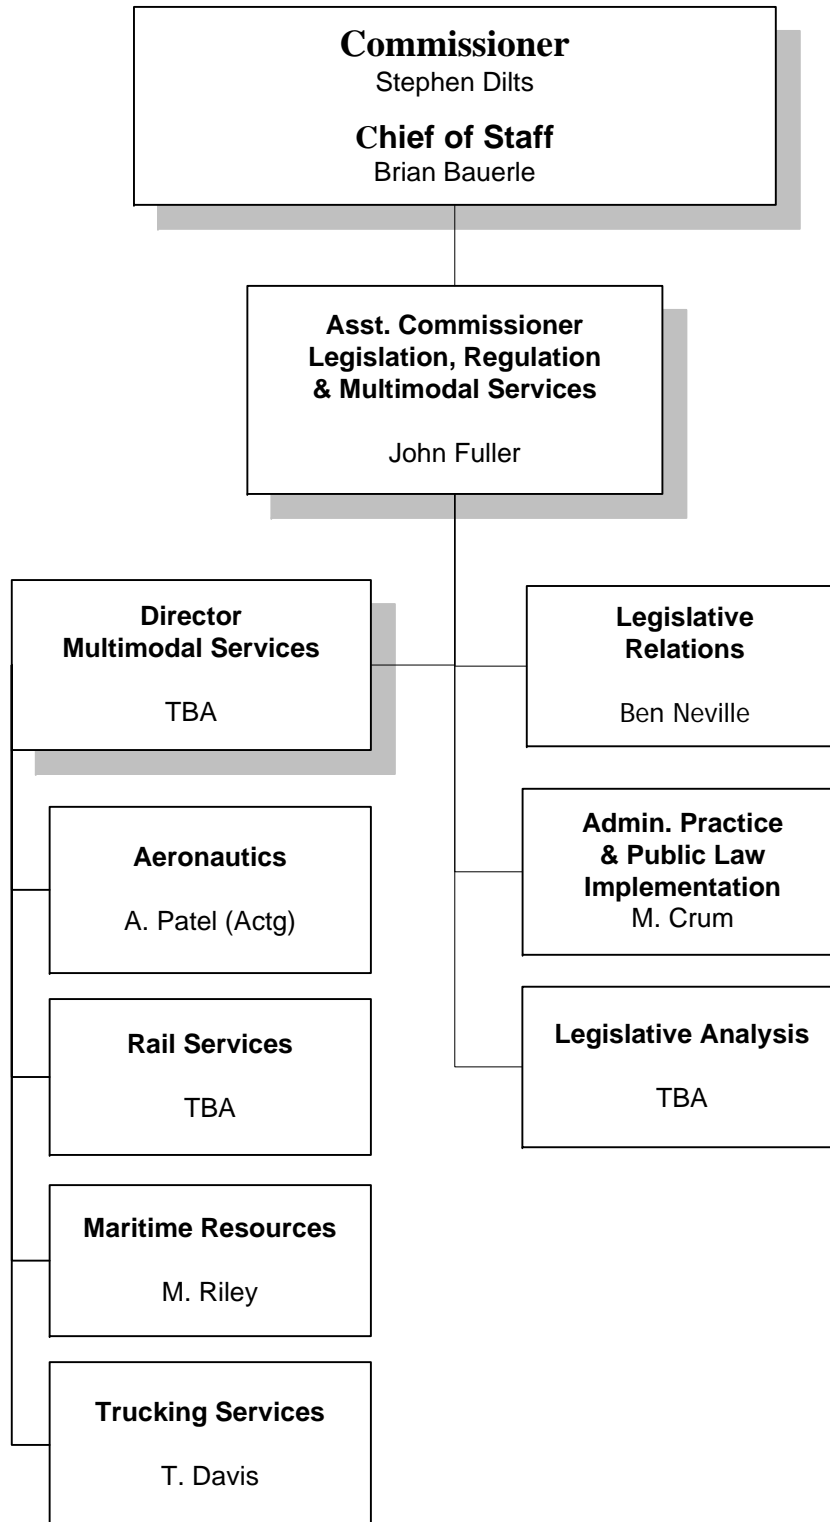 Commissioner
Stephen Dilts
Chief of Staff
Brian Bauerle
Asst. Commissioner
Legislation, Regulation
& Multimodal Services
John Fuller
Director
Multimodal Services
TBA
Legislative
Relations
Ben Neville
Aeronautics
A. Patel (Actg)
Admin. Practice
& Public Law
Implementation
M. Crum
Rail Services
TBA
Legislative Analysis
TBA
Maritime Resources
M. Riley
Trucking Services
T. Davis